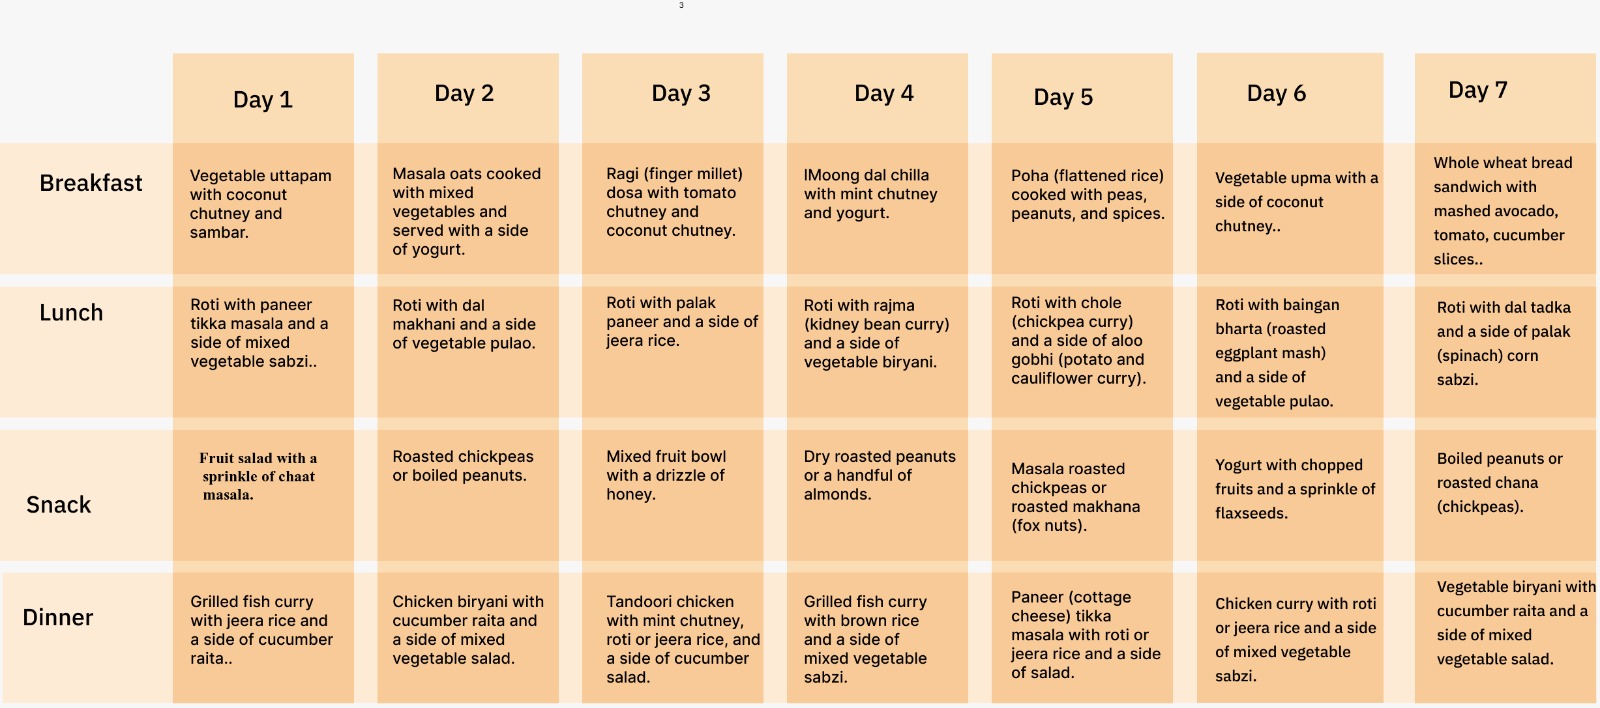 3
Day 1
Day 2
Day 3
Day 4
Day 5
Day 6
Day 7
Breakfast
Vegetable uttapam
with coconut
chutney and
sambar.
Masala oats cooked
with mixed
vegetables and
served with a side
of yogurt.
Ragi (finger millet)
dosa with tomato
chutney and
coconut chutney.
lMoong dal chilla
with mint chutney
and yogurt.
Poha (flattened rice)
cooked with peas,
peanuts, and spices.
Vegetable upma with a
side of coconut
chutney..
Whole wheat bread
sandwich with
mashed avocado,
tomato, cucumber
slices..
Lunch
Roti with paneer
tikka masala and a
side of mixed
vegetable sabzi..
Roti with dal
makhani and a side
of vegetable pulao.
Roti with palak
paneer and a side of
jeera rice.
Roti with rajma
(kidney bean curry)
and a side of
vegetable biryani.
Roti with chole
(chickpea curry)
and a side of aloo
gobhi (potato and
cauliflower curry).
Roti with baingan
bharta (roasted
eggplant mash)
and a side of
vegetable pulao.
Roti with dal tadka
and a side of palak
(spinach) corn
sabzi.
Snack
Fruit salad with a
sprinkle of chaat
masala.
Roasted chickpeas
or boiled peanuts.
Mixed fruit bowl
with a drizzle of
honey.
Dry roasted peanuts
or a handful of
almonds.
Masala roasted
chickpeas or
roasted makhana
(fox nuts).
Yogurt with chopped
fruits and a sprinkle of
flaxseeds.
Boiled peanuts or
roasted chana
(chickpeas).
Dinner
Grilled fish curry
with jeera rice and
a side of cucumber
raita..
Chicken biryani with
cucumber raita and
a side of mixed
vegetable salad.
Tandoori chicken
with mint chutney,
roti or jeera rice, and
a side of cucumber
salad.
Grilled fish curry
with brown rice
and a side of
mixed vegetable
sabzi.
Paneer (cottage
cheese) tikka
masala with roti or
jeera rice and a side
of salad.
Chicken curry with roti
or jeera rice and a side
of mixed vegetable
sabzi.
Vegetable biryani with
cucumber raita and a
side of mixed
vegetable salad.